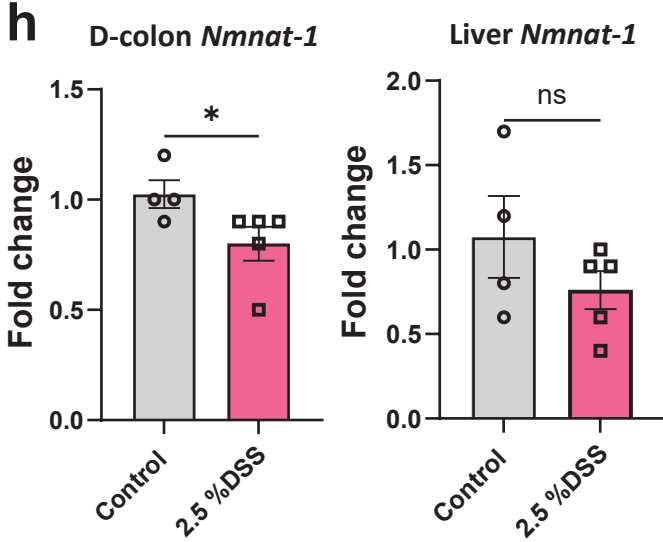 h
D-colon Nmnat-1
Fold change
1.5
1.0
0.5
0.0
*
Control
2.5 %DSS
Liver Nmnat-1
Fold change
2.0
1.5
1.0
0.5
0.0
ns
Control
2.5 %DSS